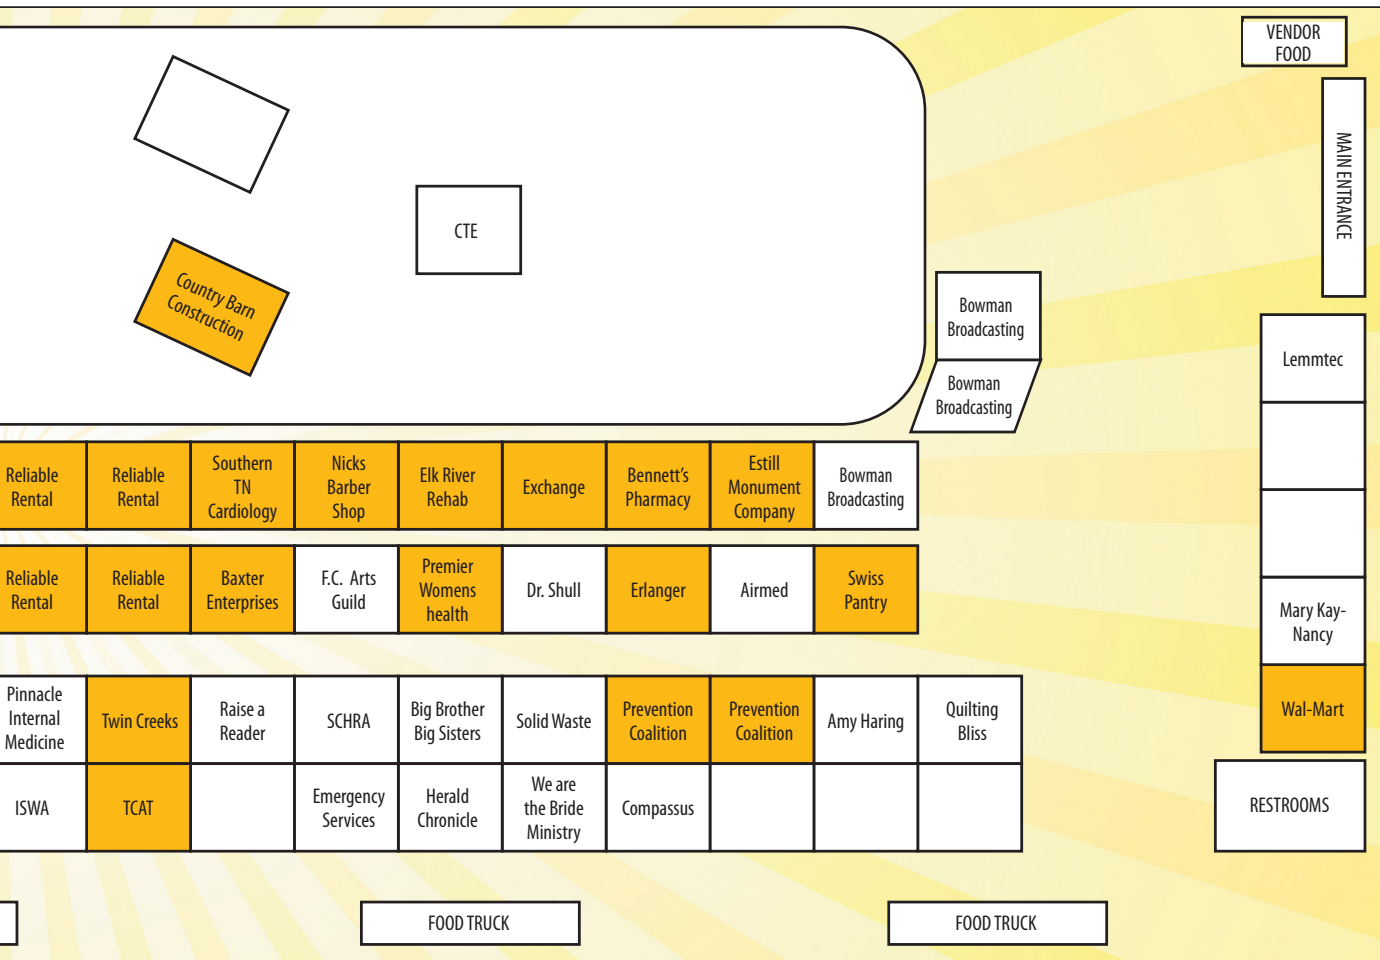 VENDOR
FOOD
MAIN ENTRANCE
CTE
Country Barn
Construction
Bowman
Broadcasting
Bowman
Broadcasting
Lemmtec
Reliable
Rental
Reliable
Rental
Southern
TN
Cardiology
Nicks
Barber
Shop
Elk River
Rehab
Exchange
Bennett's
Pharmacy
Estill
Monument
Company
Bowman
Broadcasting
Reliable
Rental
Reliable
Rental
Baxter
Enterprises
F.C. Arts
Guild
Premier
Womens
health
Dr. Shull
Erlanger
Airmed
Swiss
Pantry
Mary Kay-
Nancy
Wal-Mart
Pinnacle
Internal
Medicine
Twin Creeks
Raise a
Reader
SCHRA
Big Brother
Big Sisters
Solid Waste
Prevention
Coalition
Prevention
Coalition
Amy Haring
Quilting
Bliss
ISWA
TCAT
Emergency
Services
Herald
Chronicle
We are
the Bride
Ministry
Compassus
RESTROOMS
FOOD TRUCK
FOOD TRUCK